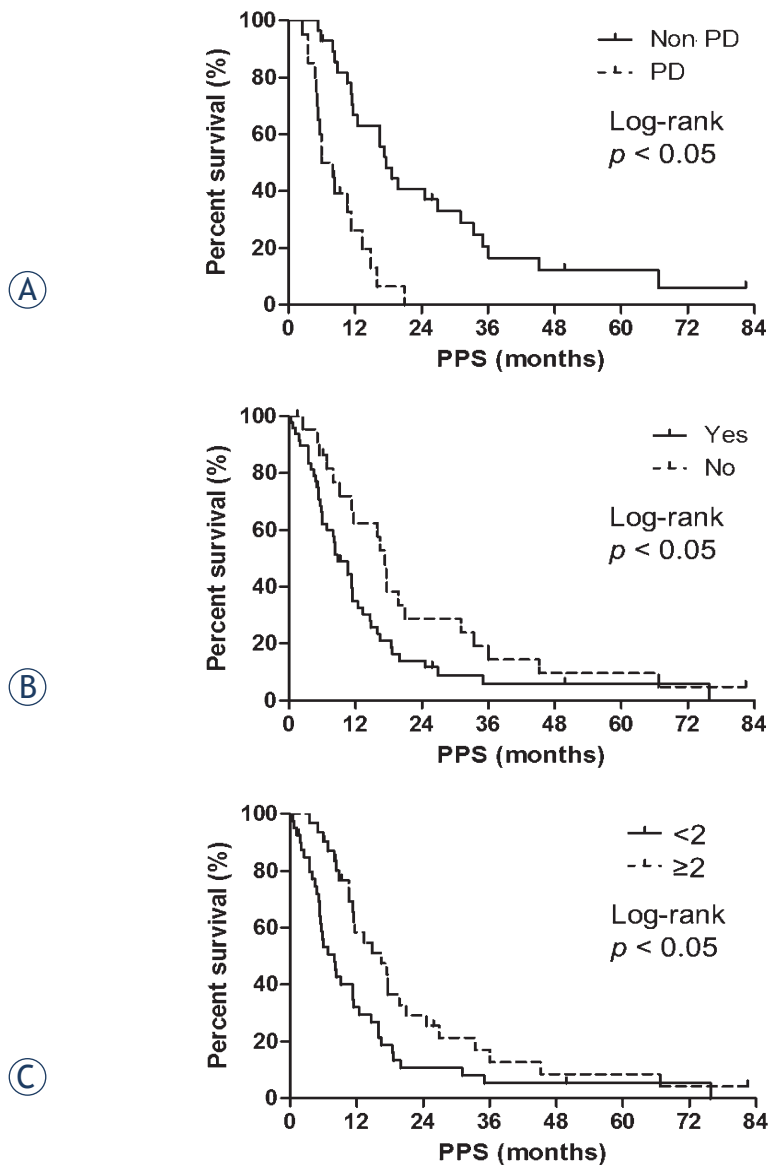 100
80
60
40
20
0
Percent survival (%)
Non-PD
PD
Log-rank
p < 0.05
0 12 24 36 48 60 72 84
PPS (months)
A
100
80
60
40
20
0
Percent survival (%)
Yes
No
Log-rank
p < 0.05
0 12 24 36 48 60 72 84
PPS (months)
B
100
80
60
40
20
0
Percent survival (%)
<2
≥2
Log-rank
p < 0.05
0 12 24 36 48 60 72 84
PPS (months)
C